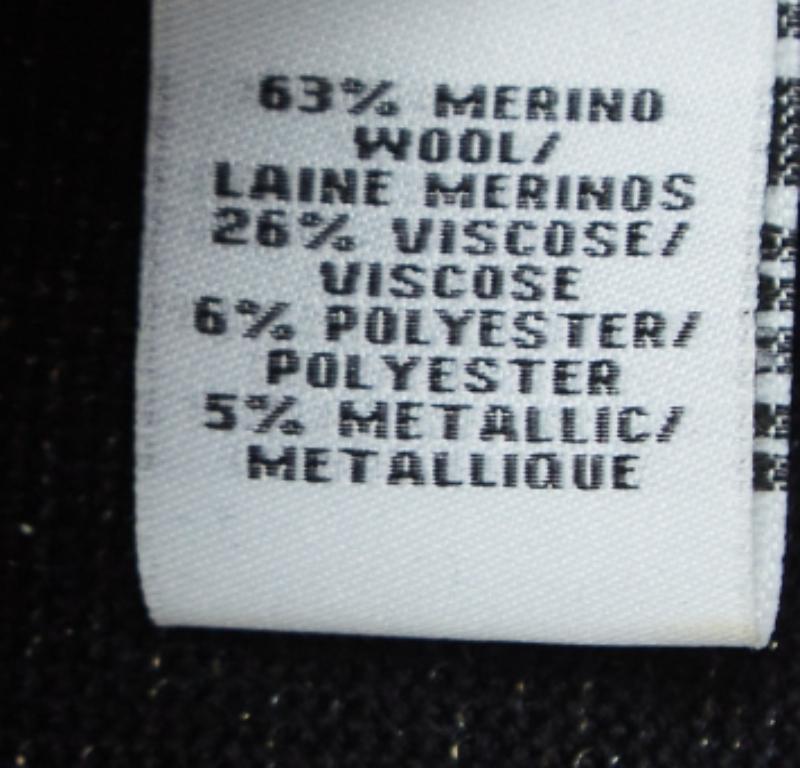 63% MERINO
WOOL/
LAINE MERINOS
26% VISCOSE/
VISCOSE
6% POLYESTER/
POLYESTER
5% METALLIC/
METALLIQUE